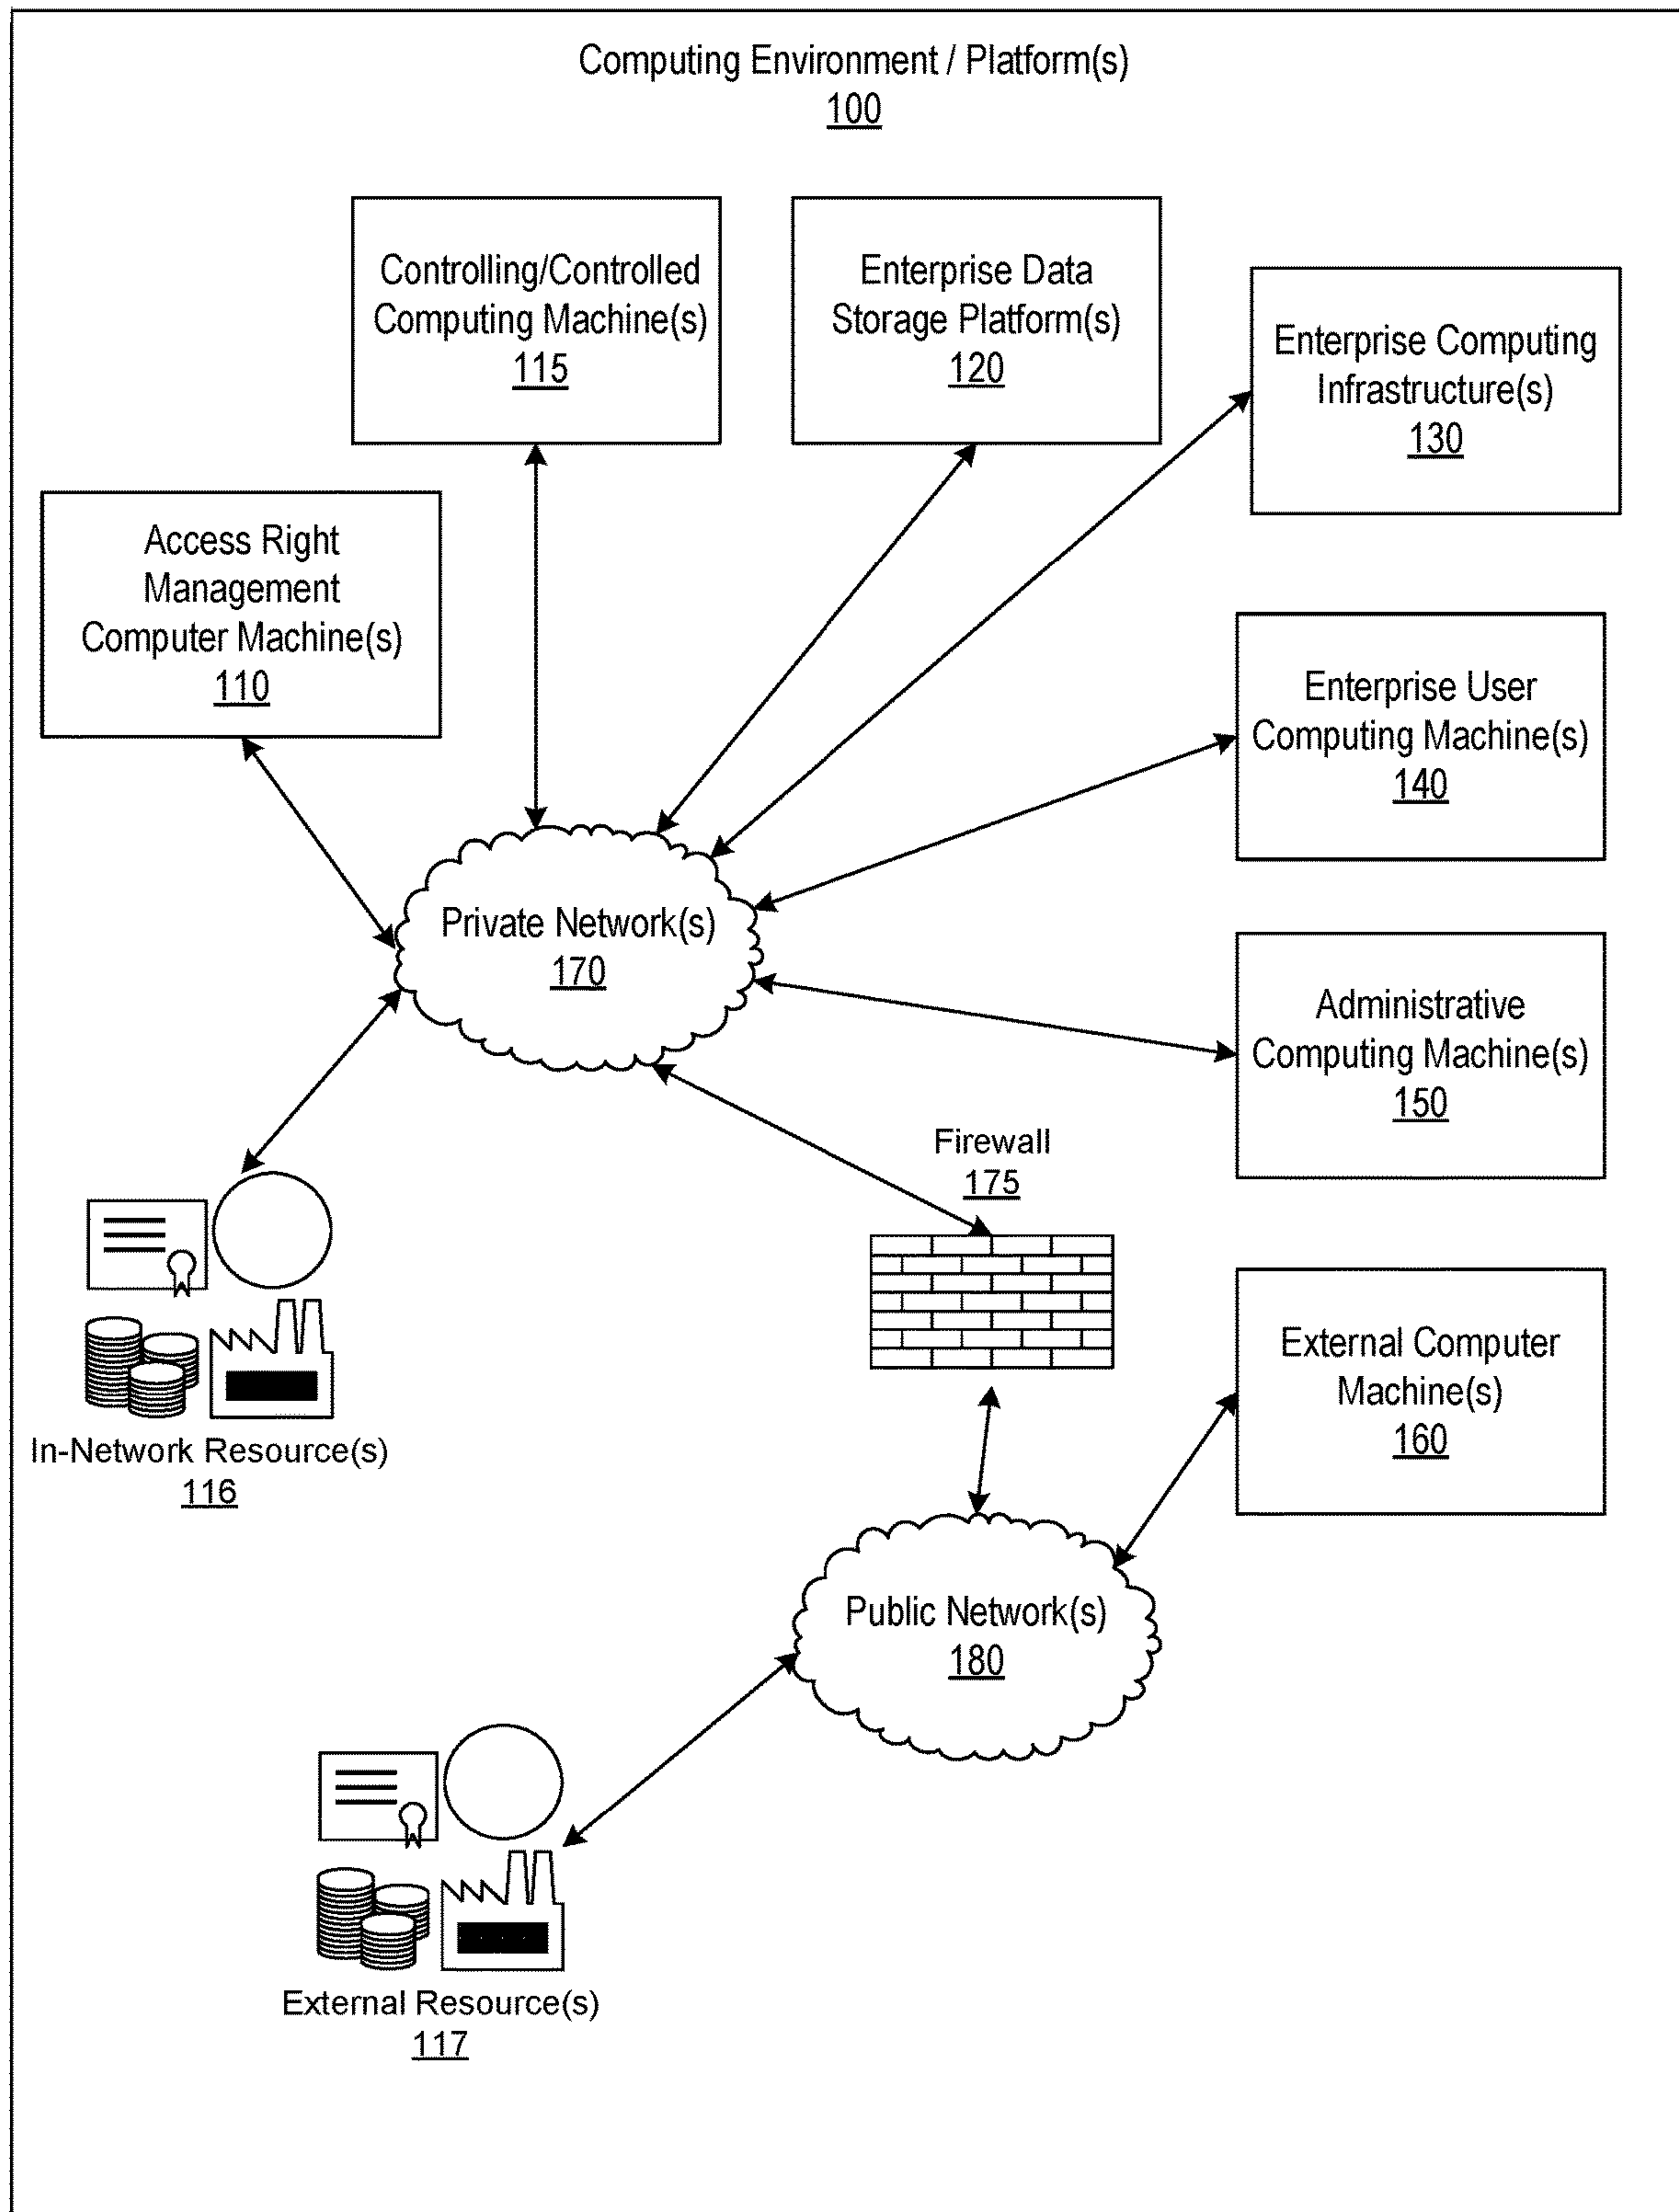 Computing Environment / Platform(s)
100
Controlling/Controlled
Computing Machine(s)
115
Enterprise Data
Storage Platform(s)
120
Enterprise Computing
Infrastructure(s)
130
Access Right
Management
Computer Machine(s)
110
Enterprise User
Computing Machine(s)
140
Private Network(s)
170
Administrative
Computing Machine(s)
150
Firewall
175
In-Network Resource(s)
116
External Computer
Machine(s)
160
Public Network(s)
180
External Resource(s)
117